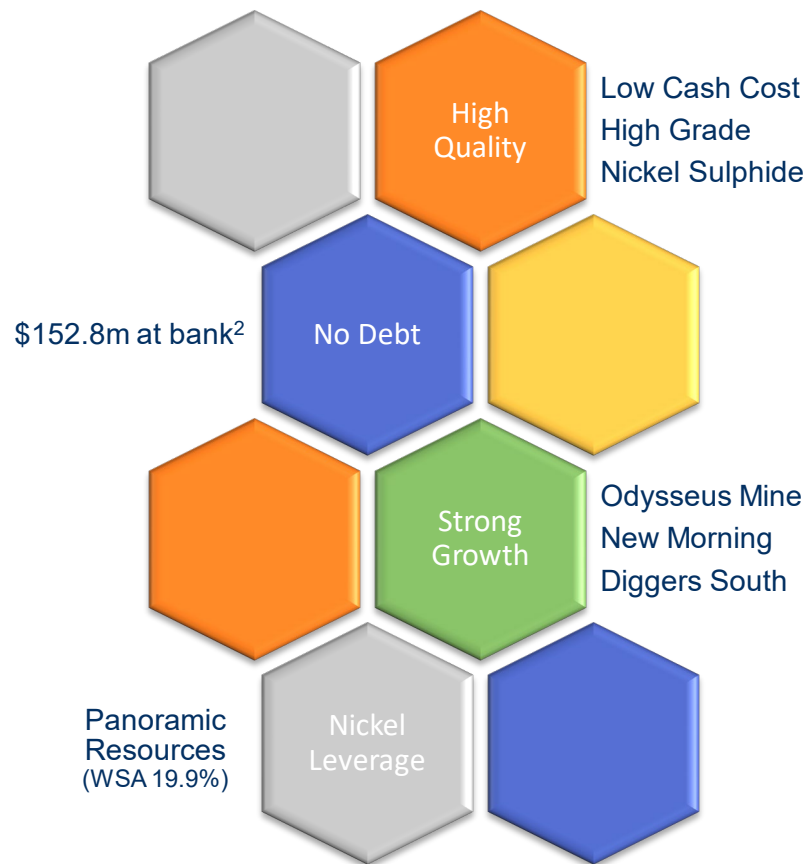 High
Quality
Low Cash Cost
High Grade
Nickel Sulphide
$152.8m at bank²
No Debt
Strong
Growth
Odysseus Mine
New Morning
Diggers South
Panoramic
Resources
(WSA 19.9%)
Nickel
Leverage